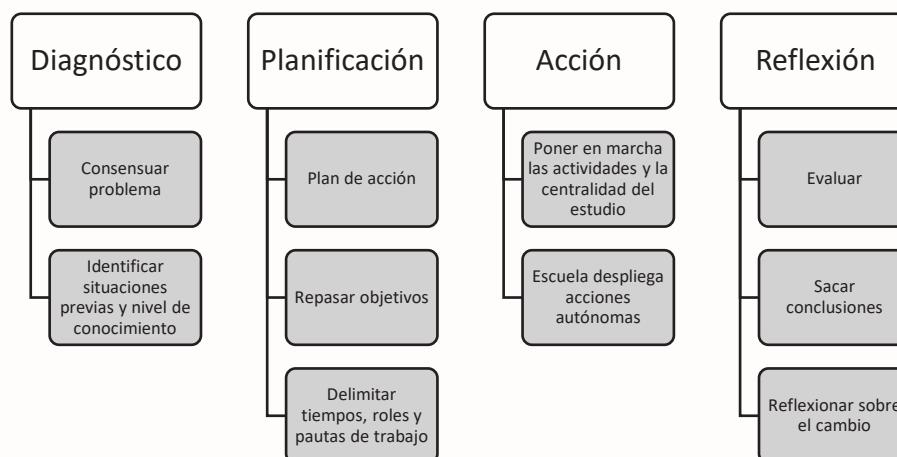 Diagnóstico
Consensuar
problema
Identificar
situaciones
previas y nivel de
conocimiento
Planificación
Plan de acción
Repasar objetivos
Delimitar
tiempos, roles y
pautas de trabajo
Acción
Poner en marcha
las actividades y la
centralidad del
estudio
Escuela despliega
acciones
autónomas
Reflexión
Evaluar
Sacar
conclusiones
Reflexionar sobre
el cambio